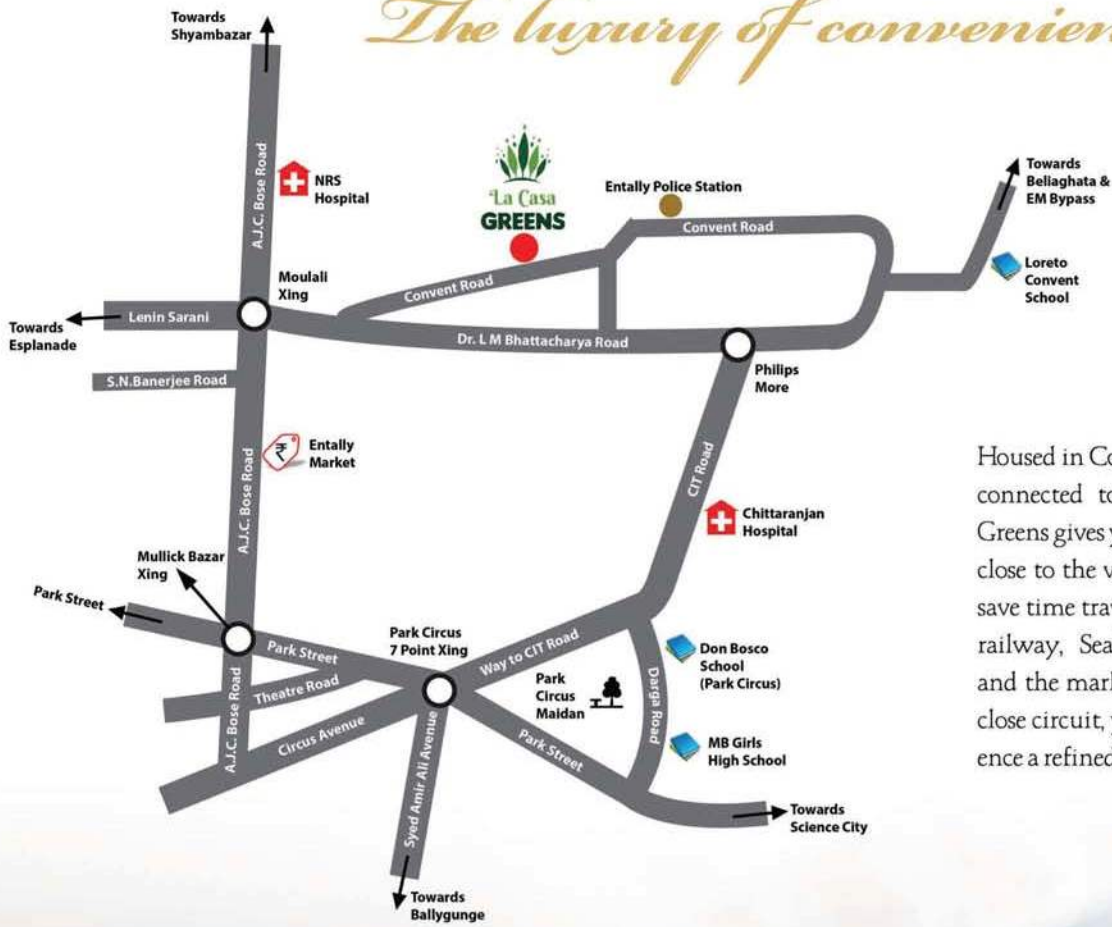 The luxury of convenien
Towards
Shyambazar
A.J.C. Bose Road
NRS
Hospital
La Casa
GREENS
Entally Police Station
Convent Road
Towards
Beliaghata &
EM Bypass
Loreto
Convent
School
Moulali
Xing
Convent Road
Lenin Sarani
Towards
Esplanade
Dr. L M Bhattacharya Road
Philips
More
S.N.Banerjee Road
Entally
Market
A.J.C. Bose Road
CIT Road
Chittaranjan
Hospital
Mullick Bazar
Xing
Park Street
Park Street
Park Circus
7 Point Xing
Way to CIT Road
Theatre Road
Park
Circus
Maidan
Don Bosco
School
(Park Circus)
Darga Road
A.J.C. Bose Road
Circus Avenue
Park Street
MB Girls
High School
Syed Amir Ali Avenue
Towards
Science City
Towards
Ballygunge
Housed in Co
connected to
Greens gives y
close to the v
save time trav
railway, Sea
and the mark
close circuit, y
ence a refined